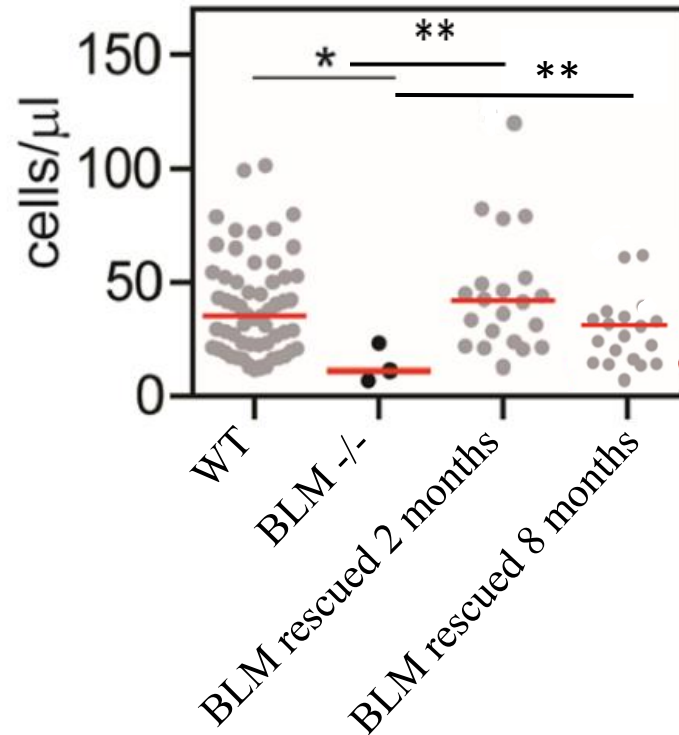 **
150
*
**
100
cells/μl
50
0
WT
BLM -/-
BLM rescued 2 months
BLM rescued 8 months